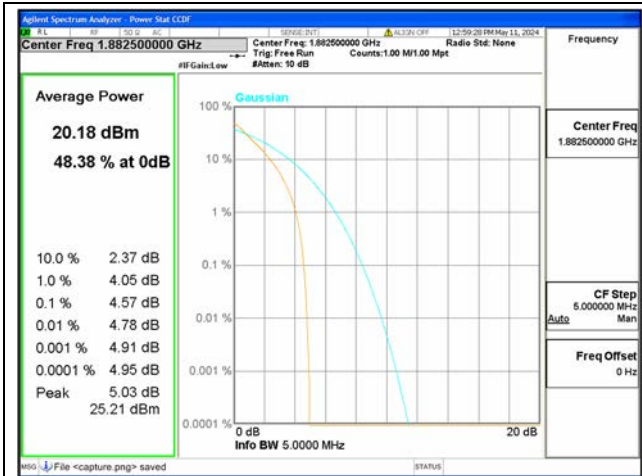 Agilent Spectrum Analyzer - Power Stat CCDF
RL RF 50 Ω AC SENSE:INT ALIGN OFF 12:59:28 PM May 11, 2024
Center Freq 1.882500000 GHz
Center Freq: 1.882500000 GHz Radio Std: None
Trig: Free Run Counts:1.00 M/1.00 Mpt
#IFGain:Low #Atten: 10 dB
Frequency
Average Power
20.18 dBm
48.38 % at 0dB
10.0 % 2.37 dB
1.0 % 4.05 dB
0.1 % 4.57 dB
0.01 % 4.78 dB
0.001 % 4.91 dB
0.0001 % 4.95 dB
Peak 5.03 dB
25.21 dBm
Gaussian
100 %
10 %
1 %
0.1 %
0.01 %
0.001 %
0.0001 %
0 dB 20 dB
Info BW 5.0000 MHz
Center Freq
1.882500000 GHz
CF Step
5.000000 MHz
Auto Man
Freq Offset
0 Hz
MSG File <capture.png> saved STATUS